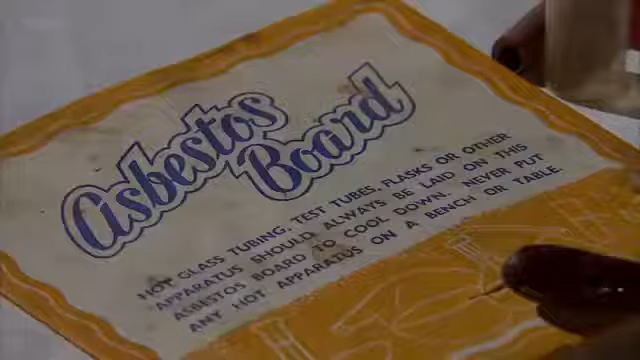 Asbestos
Board
HOT GLASS TUBING, TEST TUBES, FLASKS OR OTHER
APPARATUS SHOULD ALWAYS BE LAID ON THIS
ASBESTOS BOARD TO COOL DOWN. NEVER PUT
ANY HOT APPARATUS ON A BENCH OR TABLE.